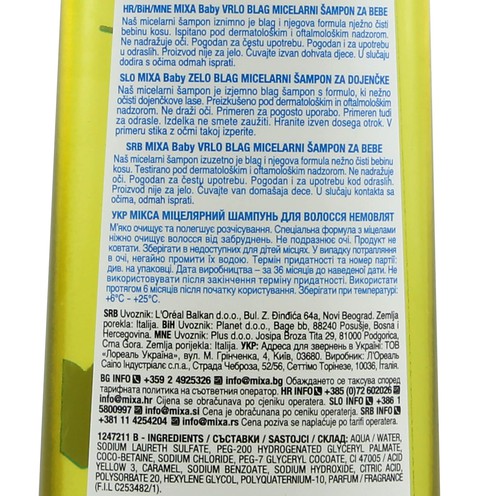 HR/BiH/MNE MIXA Baby VRLO BLAG MICELARNI ŠAMPON ZA BEBE
Naš micelarni šampon iznimno je blag i njegova formula nježno čisti
bebinu kosu. Ispitano pod dermatološkim i oftalmološkim nadzorom.
Ne nadražuje oči. Pogodan za čestu upotrebu. Pogodan i za upotrebu
u odraslih. Proizvod nije za jelo. Čuvajte izvan dohvata djece. U slučaju
dodira s očima odmah isprati.
SLO MIXA Baby ZELO BLAG MICELARNI ŠAMPON ZA DOJENČKE
Naš micelarni šampon je izjemno blag šampon s formulo, ki nežno
očisti dojenčkove lase. Preizkušeno pod dermatološkim in oftalmološkim
nadzorom. Ne draži oči. Primeren za pogosto uporabo. Primeren tudi
za odrasle. Izdelka ne smete zaužiti. Hranite izven dosega otrok. V
primeru stika z očmi takoj izperite.
SRB MIXA Baby VRLO BLAG MICELARNI ŠAMPON ZA BEBE
Naš micelarni šampon izuzetno je blag i njegova formula nežno čisti bebinu
kosu. Testirano pod dermatološkim i oftalmološkim nadzorom. Ne nadražuje
oči. Pogodan za čestu upotrebu. Pogodan i za upotrebu kod odraslih.
Proizvod nije za jelo. Čuvajte van domašaja dece. U slučaju kontakta sa
očima, odmah isprati.
УКР МІКСА МІЦЕЛЯРНИЙ ШАМПУНЬ ДЛЯ ВОЛОССЯ НЕМОВЛЯТ
М'яко очищує та полегшує розчісування. Спеціальна формула з міцелами
ніжно очищує волосся від забруднень. Не подразнює очі. Продукт не
ковтати. Зберігати в недоступних для дітей місцях. У випадку потрапляння
в очі, негайно промити їх водою. Термін придатності та номер партії:
див. на упаковці. Дата виробництва – за 36 місяців до наведеної дати. Не
використовувати після закінчення терміну придатності. Використати
протягом 6 місяців після початку користування. Зберігати при температурі:
+6°C - +25°C.
SRB Uvoznik: L'Oréal Balkan d.o.o., Bul. Z. Đinđića 64a, Novi Beograd. Zemlja
porekla: Italija. BiH Uvoznik: Planet d.o.o., Bage bb, 88240 Posušje, Bosna i
Hercegovina. MNE Uvoznik: Plus d.o.o. Josipa Broza Tita 29, 81000 Podgorica,
Crna Gora. Zemlja porijekla: Italija. УКР: Адреса для звернень в Україні: ТОВ
«Лореаль Україна», вул. М. Грінченка, 4, Київ, 03038. Виробник: Л'Ореаль
Саіпо Індустріалє с.п.а., Страда Чеброза, 52/56, Сеттімо Торінезе, 10036, Італія.
BG INFO +359 2 4925326 info@mixa.bg Обаждането се таксува според
тарифната политика на съответния оператор. HR INFO +385 (0)72 602026
info@mixa.hr Cijena je obračunata po cjeniku operatera. SLO INFO +386 1
5800997 info@mixa.si Cena je obračunana po ceniku operaterja. SRB INFO
+381 11 4254204 info@mixa.rs Cena poziva se naplaćuje po tarifi operatera.
1247211 B - INGREDIENTS / СЪСТАВКИ / SASTOJCI / СКЛАД: AQUA / WATER,
SODIUM LAURETH SULFATE, PEG-200 HYDROGENATED GLYCERYL PALMATE,
COCO-BETAINE, SODIUM CHLORIDE, PEG-7 GLYCERYL COCOATE, CI 47005 / ACID
YELLOW 3, CARAMEL, SODIUM BENZOATE, SODIUM HYDROXIDE, CITRIC ACID,
POLYSORBATE 20, HEXYLENE GLYCOL, POLYQUATERNIUM-10, PARFUM / FRAGRANCE
(F.I.L C253482/1).